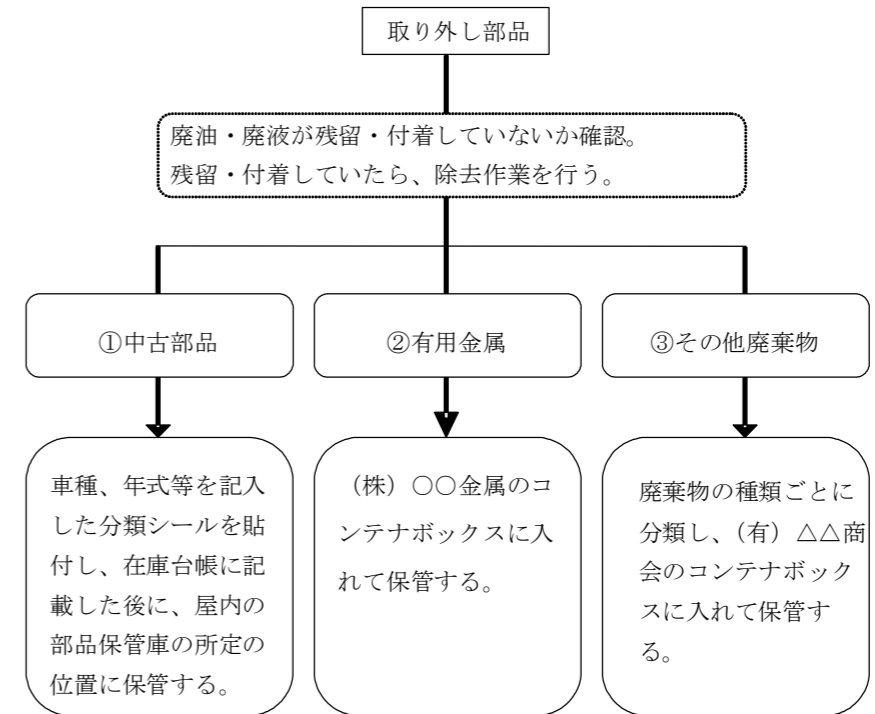 取り外し部品
廃油・廃液が残留・付着していないか確認。
残留・付着していたら、除去作業を行う。
①中古部品
②有用金属
③その他廃棄物
車種、年式等を記入
した分類シールを貼
付し、在庫台帳に記
載した後に、屋内の
部品保管庫の所定の
位置に保管する。
（株）○○金属のコ
ンテナボックスに入
れて保管する。
廃棄物の種類ごとに
分類し、（有）△△商
会のコンテナボック
スに入れて保管す
る。